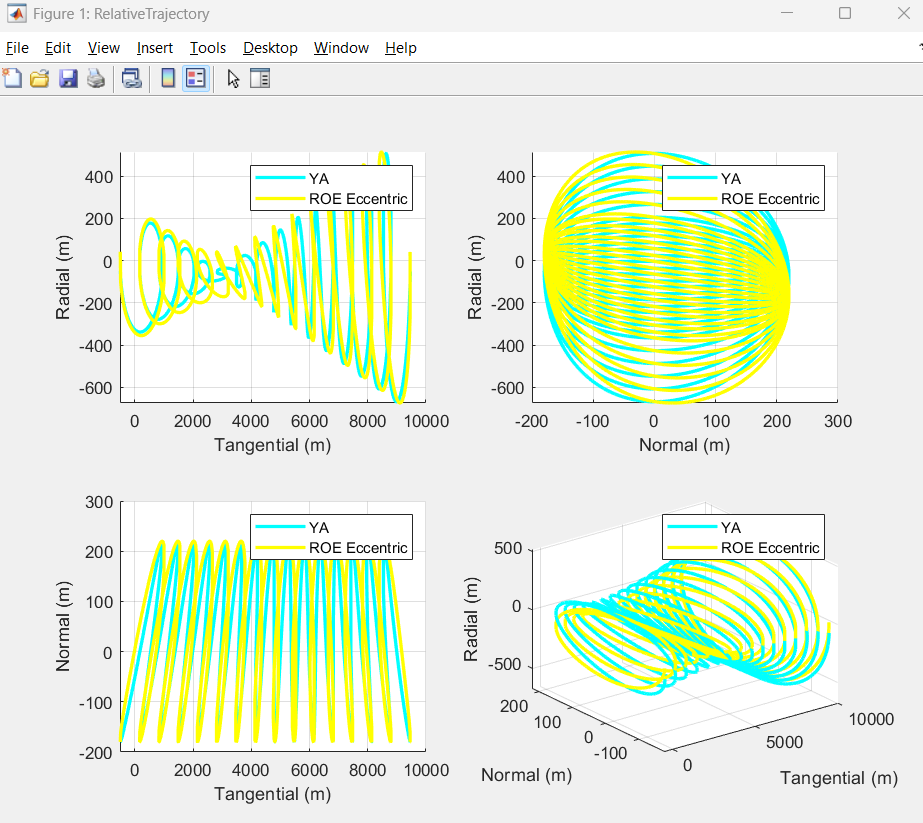 Figure 1: RelativeTrajectory
File Edit View Insert Tools Desktop Window Help
400
200
0
-200
-400
-600
Radial (m)
0 2000 4000 6000 8000 10000
Tangential (m)
YA
ROE Eccentric
400
200
0
-200
-400
-600
Radial (m)
-200 -100 0 100 200 300
Normal (m)
YA
ROE Eccentric
300
200
100
0
-100
-200
Normal (m)
0 2000 4000 6000 8000 10000
Tangential (m)
YA
ROE Eccentric
500
0
-500
Radial (m)
200
100
0
-100
Normal (m)
0
5000
10000
Tangential (m)
YA
ROE Eccentric